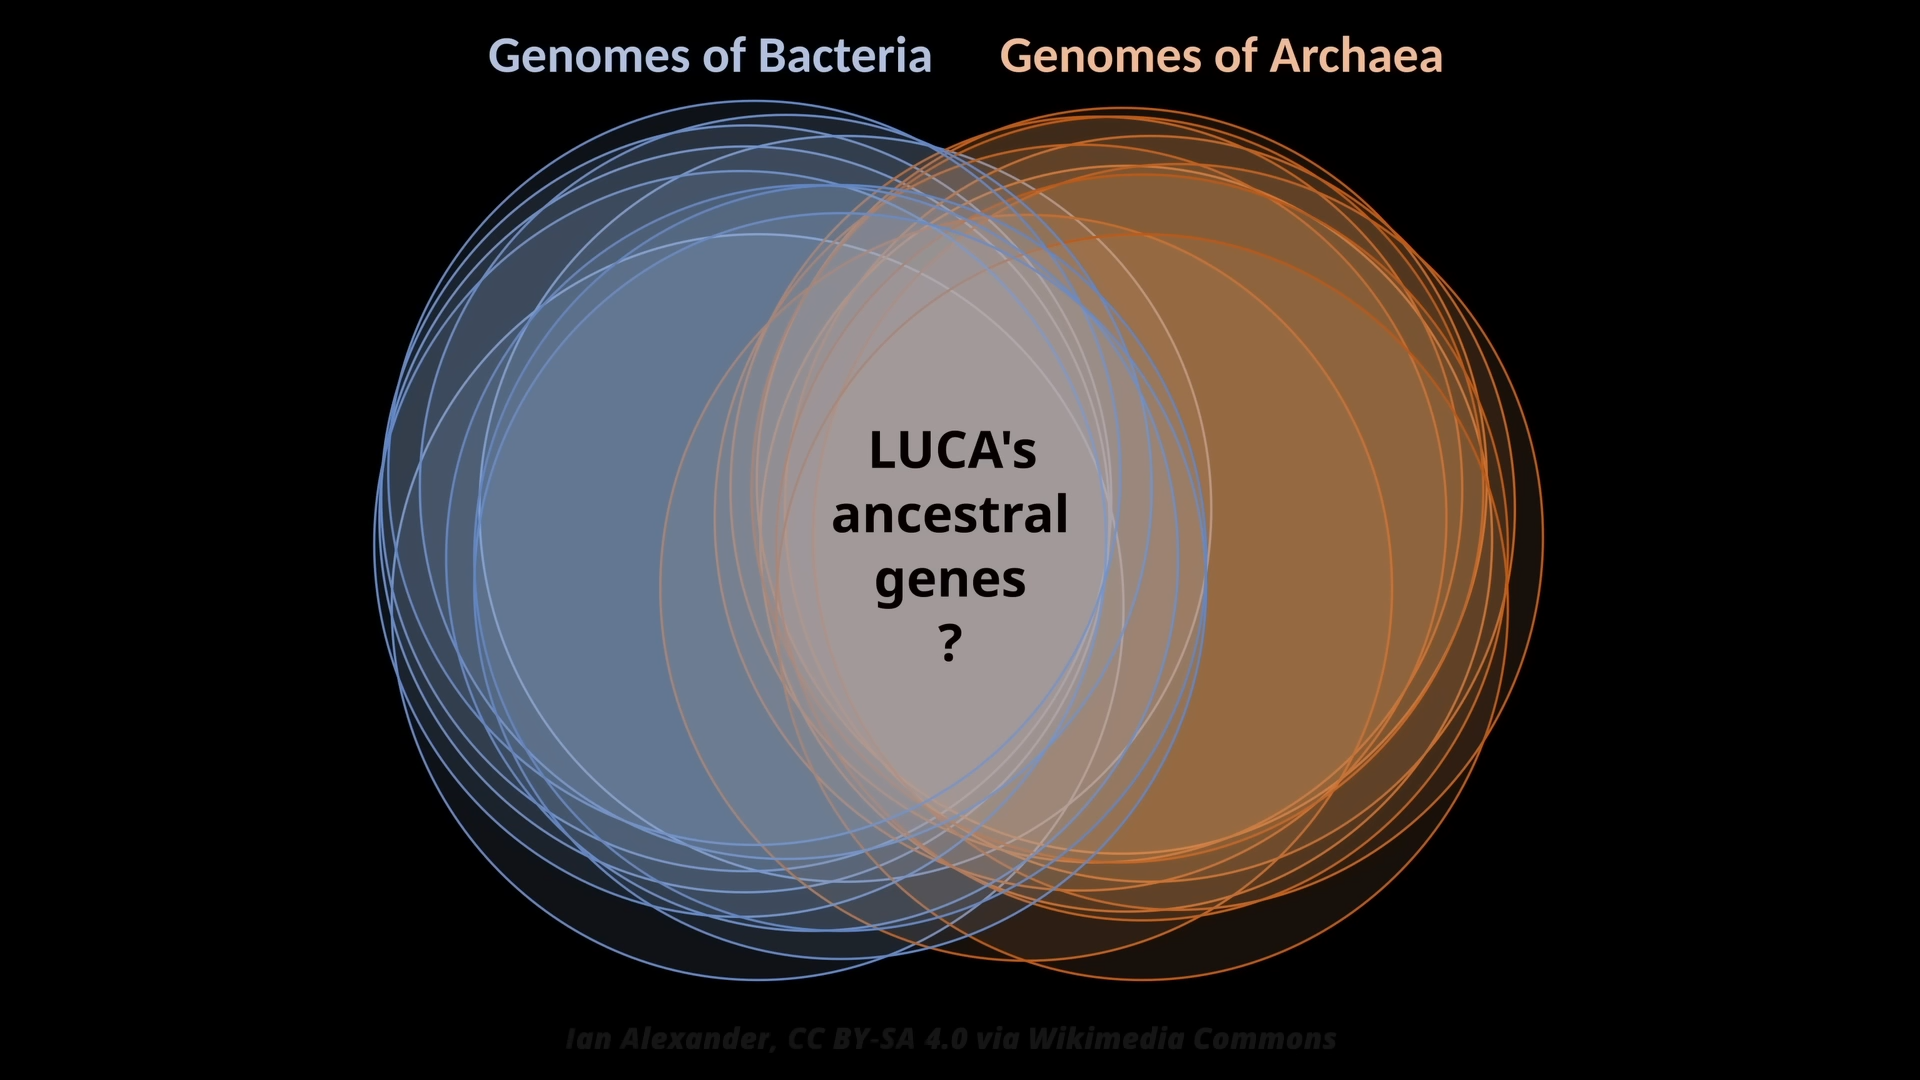 Genomes of Bacteria
Genomes of Archaea
LUCA's
ancestral
genes
?
Ian Alexander, CC BY-SA 4.0 via Wikimedia Commons